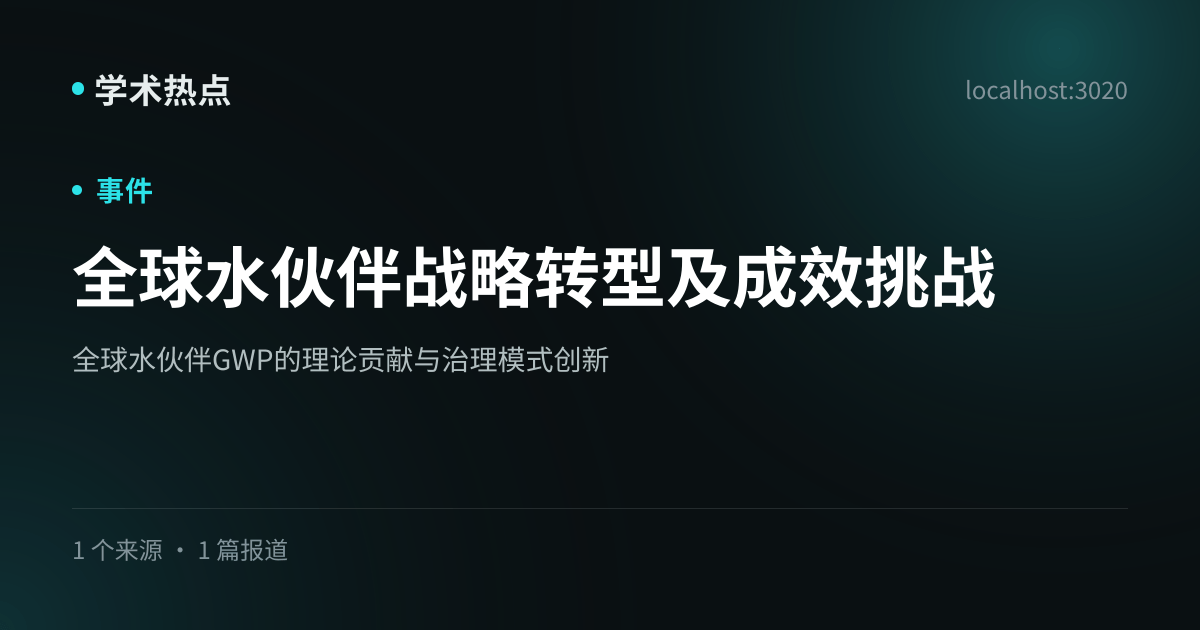 学术热点
localhost:3020
事件
全球水伙伴战略转型及成效挑战
全球水伙伴GWP的理论贡献与治理模式创新
1 个来源 · 1 篇报道